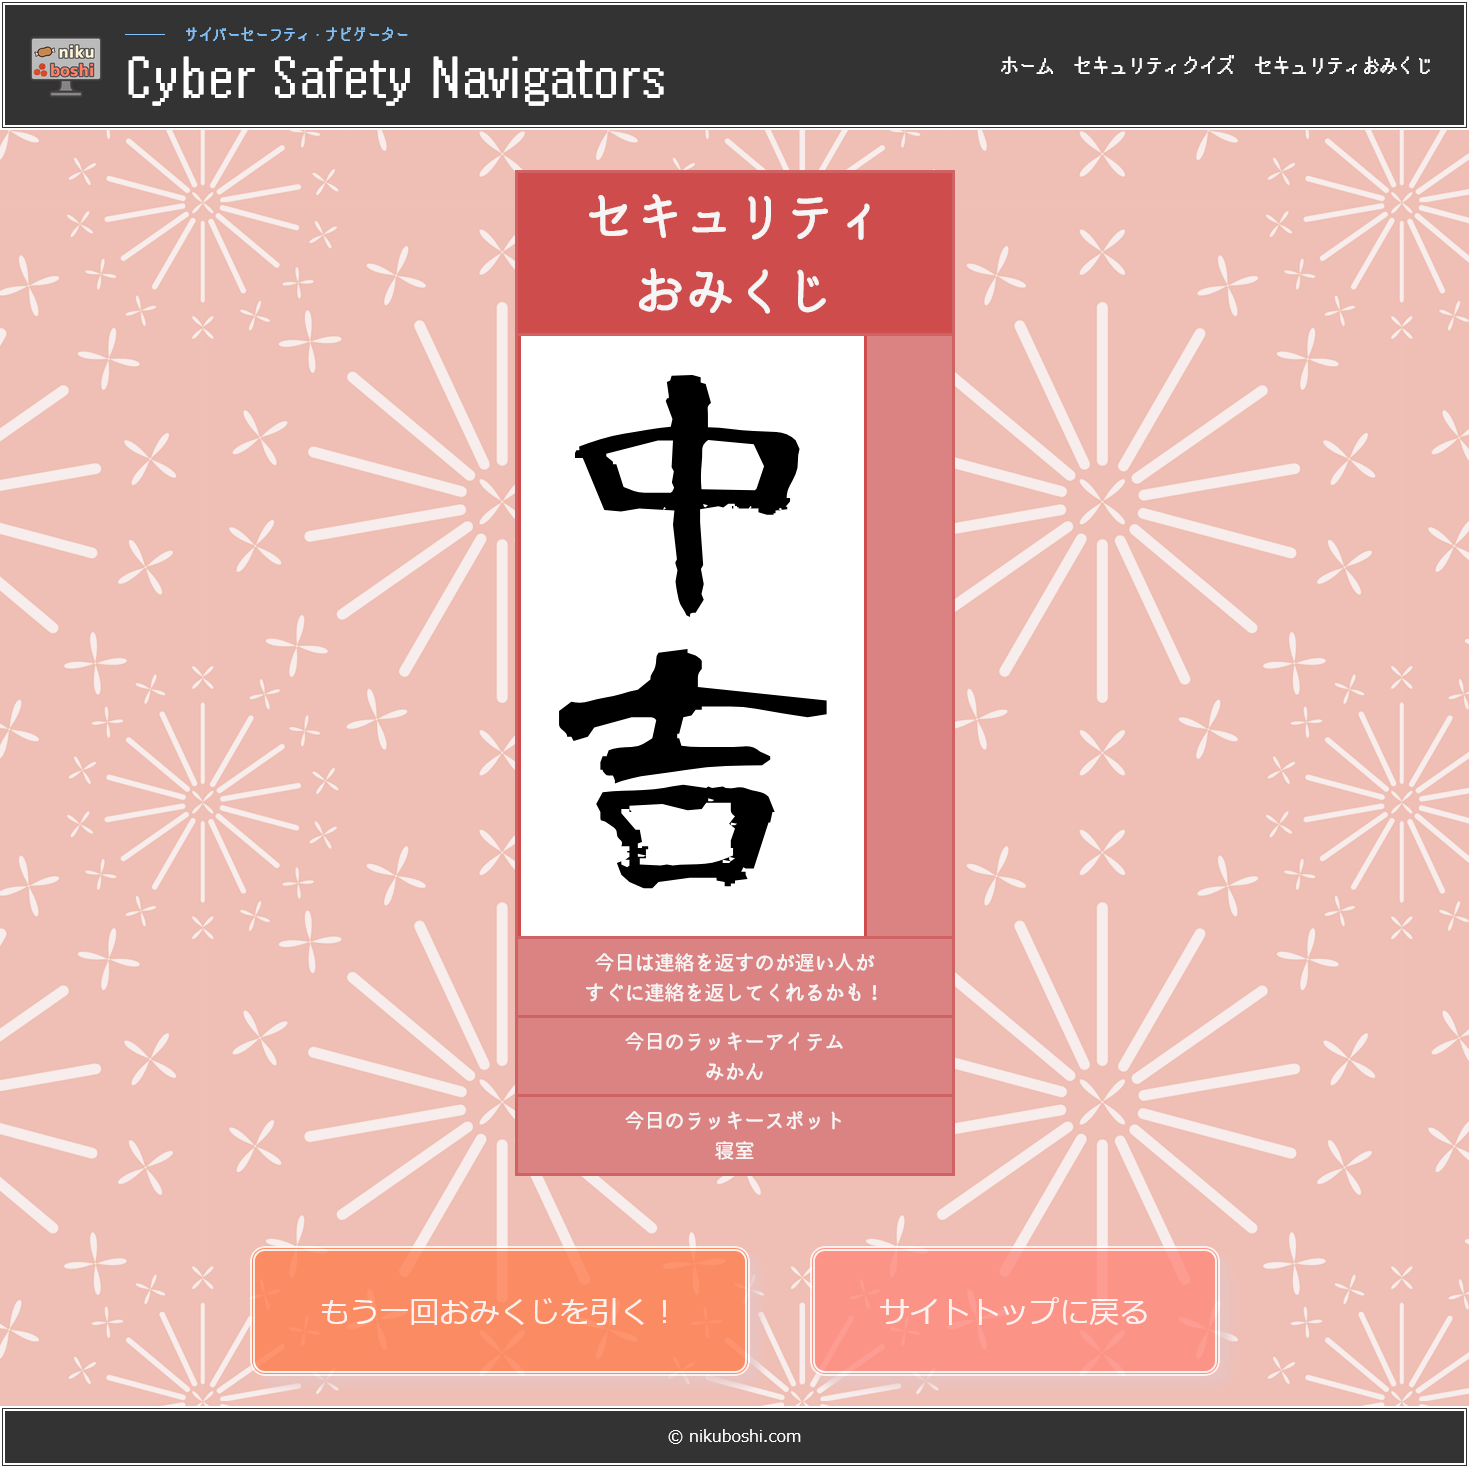 niku
boshi
サイバーセーフティ・ナビゲーター
Cyber Safety Navigators
ホーム
セキュリティクイズ
セキュリティおみくじ
セキュリティ
おみくじ
中
吉
今日は連絡を返すのが遅い人が
すぐに連絡を返してくれるかも！
今日のラッキーアイテム
みかん
今日のラッキースポット
寝室
もう一回おみくじを引く！
サイトトップに戻る
© nikuboshi.com